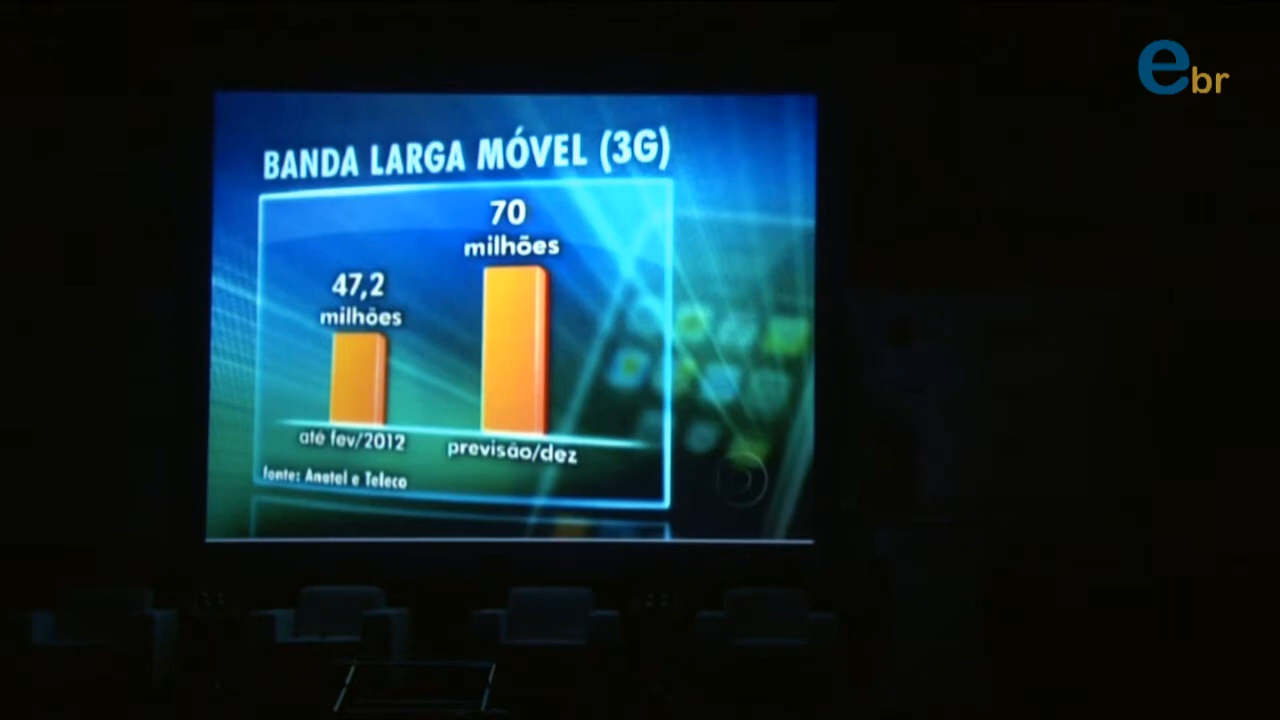 ebr
BANDA LARGA MÓVEL (3G)
70
milhões
47,2
milhões
até fev/2012
previsão/dez
fonte: Anatel e Teleco